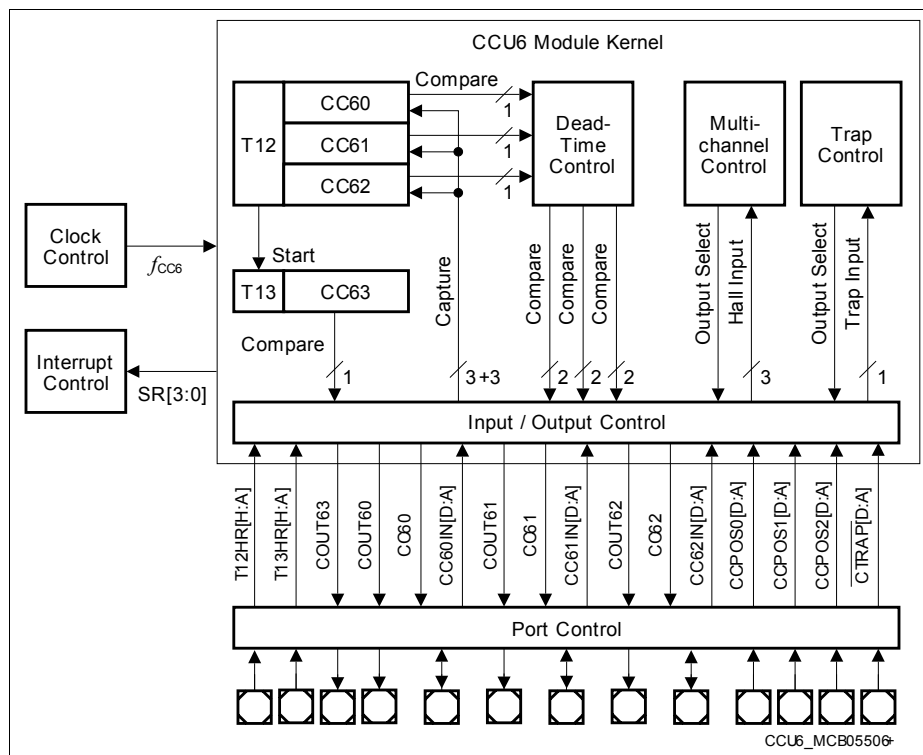 CCU6 Module Kernel
Compare
CC60
CC61
CC62
T12
1
1
1
Dead-
Time
Control
Multi-
channel
Control
Trap
Control
Clock
Control
fCC6
Start
T13
CC63
Capture
Compare
Compare
Compare
Output Select
Hall Input
Output Select
Trap Input
Interrupt
Control
SR[3:0]
Compare
1
3+3
2
2
2
3
1
Input / Output Control
T12HR[H:A]
T13HR[H:A]
COUT63
COUT60
CC60
CC60IN[D:A]
COUT61
CC61
CC61IN[D:A]
COUT62
CC62
CC62IN[D:A]
CCPOS0[D:A]
CCPOS1[D:A]
CCPOS2[D:A]
CTRAP[D:A]
Port Control
CCU6_MCB05506+